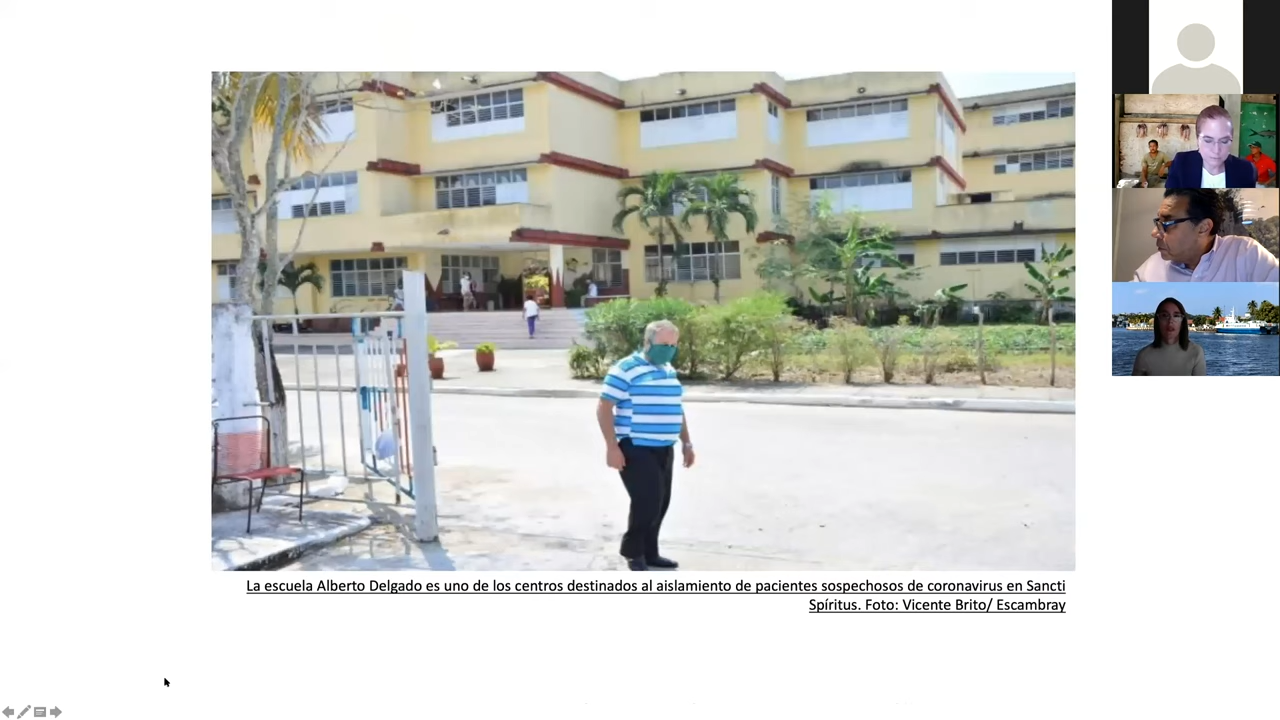 La escuela Alberto Delgado es uno de los centros destinados al aislamiento de pacientes sospechosos de coronavirus en Sancti
Spíritus. Foto: Vicente Brito/ Escambray